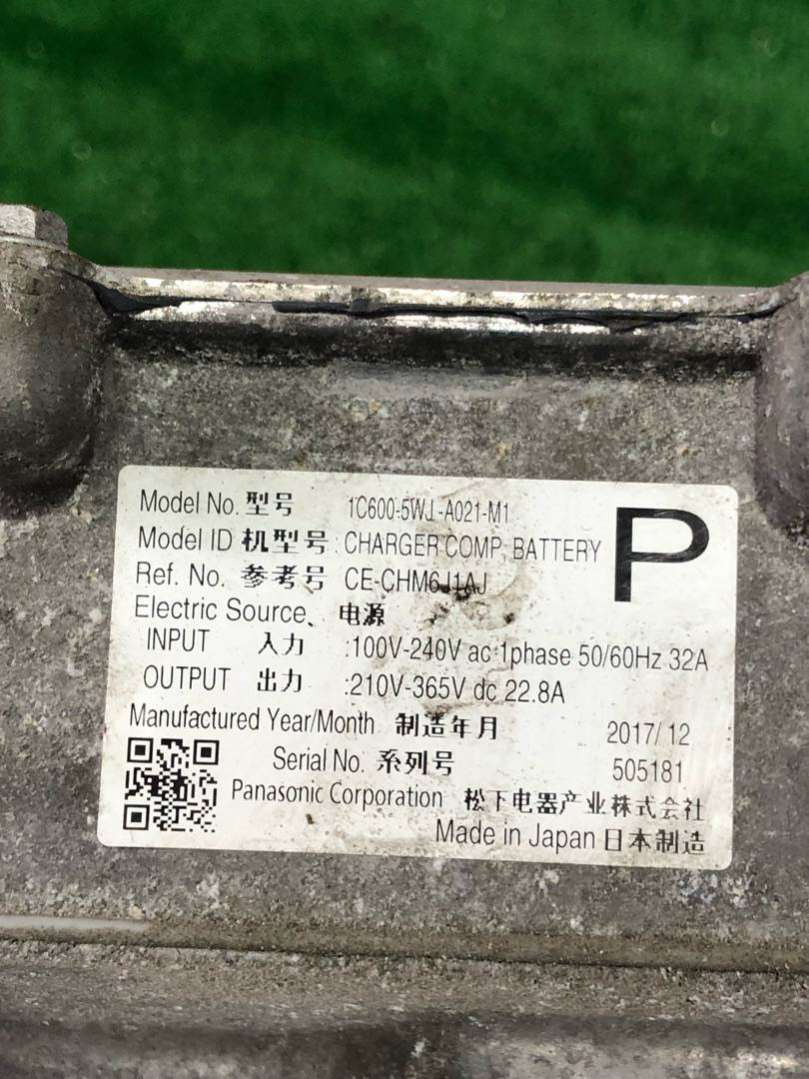 Model No. 型号 1C600-5WJ-A021-M1
Model ID 机型号 : CHARGER COMP, BATTERY
P
Ref. No. 参考号 CE-CHM6J1AJ
Electric Source、 电源
INPUT 入力 :100V-240V ac 1phase 50/60Hz 32A
OUTPUT 出力 :210V-365V dc 22.8A
Manufactured Year/Month 制造年月 2017/12
Serial No. 系列号 505181
Panasonic Corporation 松下电器产业株式会社
Made in Japan 日本制造